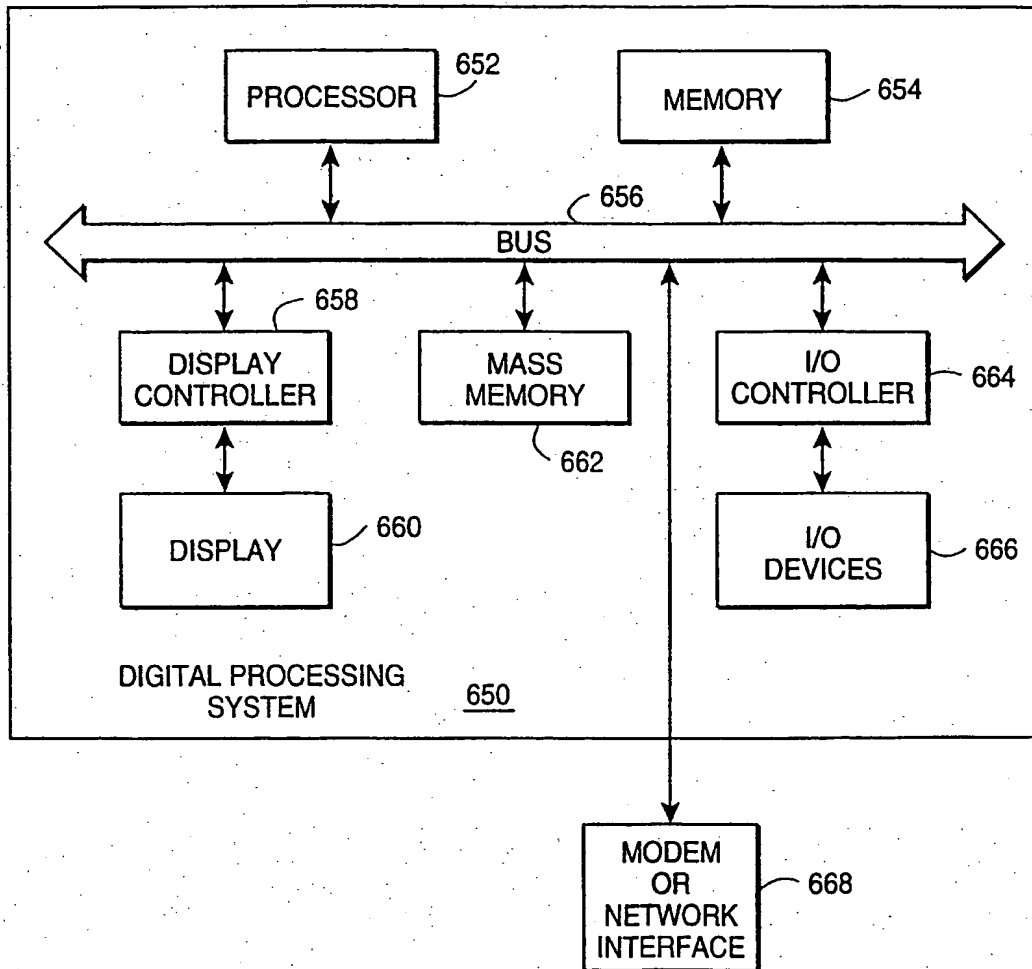 PROCESSOR
652
MEMORY
654
656
BUS
658
DISPLAY
CONTROLLER
MASS
MEMORY
662
I/O
CONTROLLER
664
DISPLAY
660
I/O
DEVICES
666
DIGITAL PROCESSING
SYSTEM
650
MODEM
OR
NETWORK
INTERFACE
668